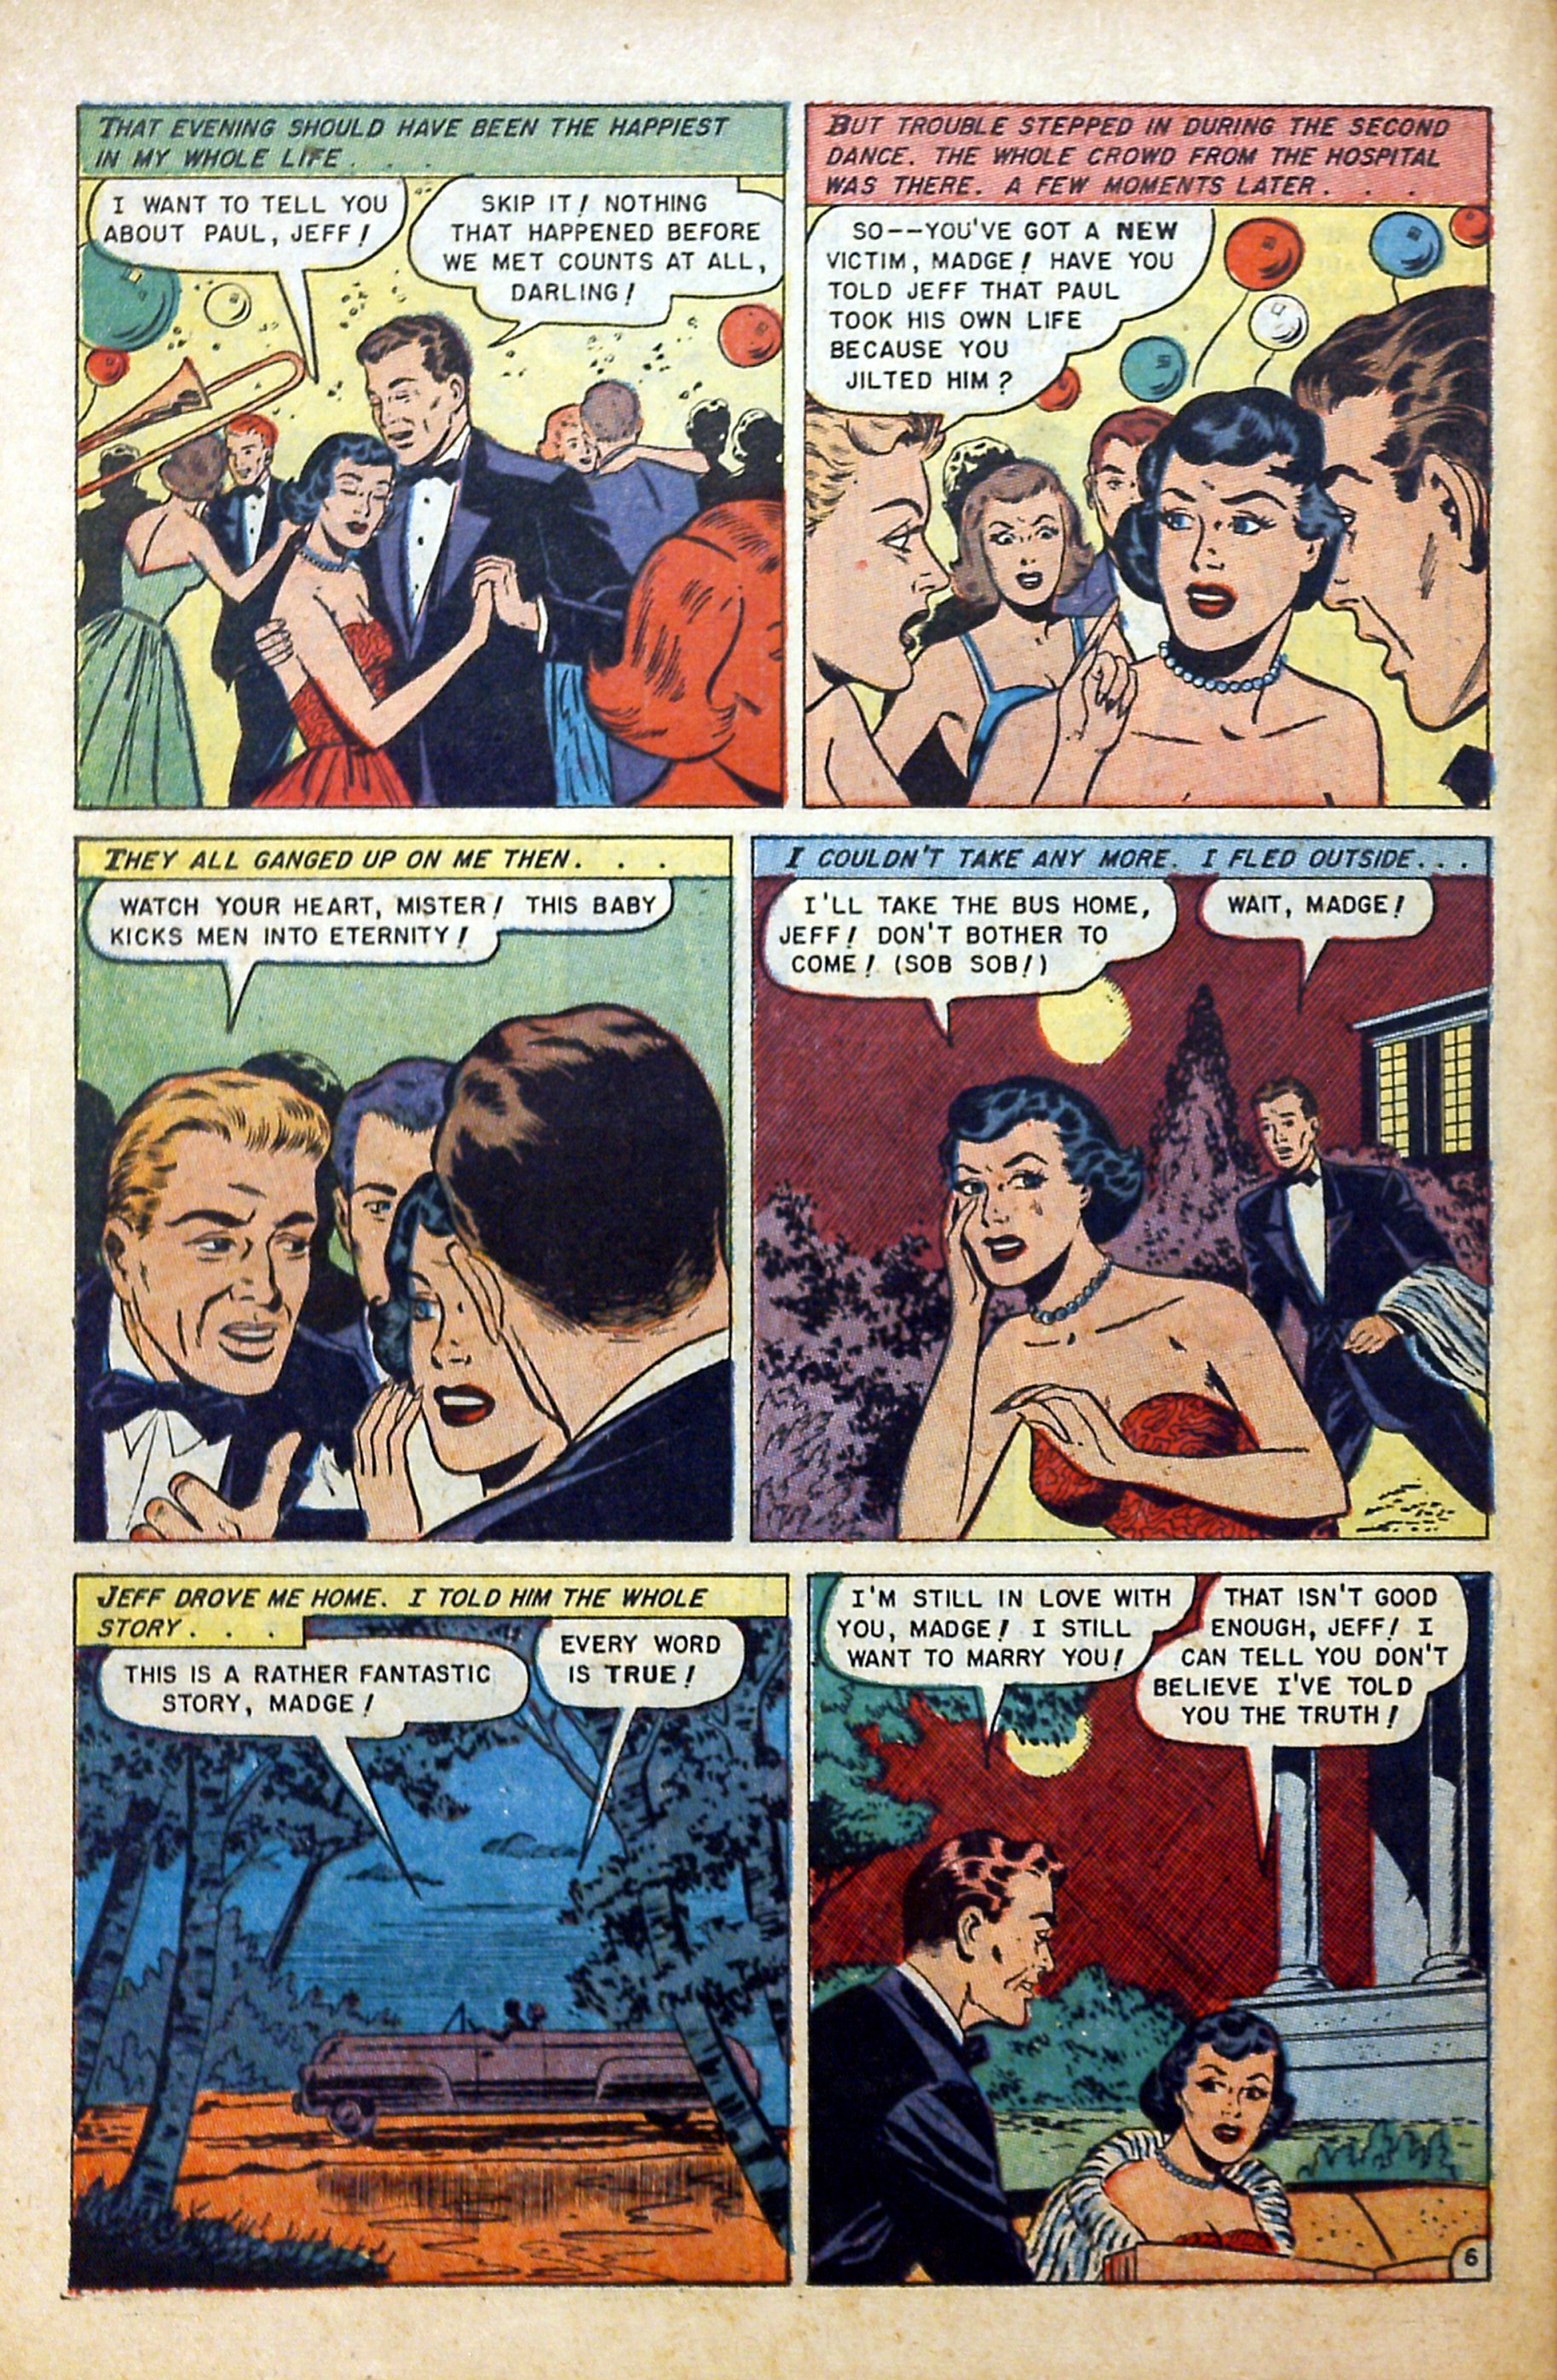 THAT EVENING SHOULD HAVE BEEN THE HAPPIEST
IN MY WHOLE LIFE. . .
I WANT TO TELL YOU
ABOUT PAUL, JEFF!
SKIP IT! NOTHING
THAT HAPPENED BEFORE
WE MET COUNTS AT ALL,
DARLING!
BUT TROUBLE STEPPED IN DURING THE SECOND
DANCE. THE WHOLE CROWD FROM THE HOSPITAL
WAS THERE. A FEW MOMENTS LATER. . .
SO--YOU'VE GOT A NEW
VICTIM, MADGE! HAVE YOU
TOLD JEFF THAT PAUL
TOOK HIS OWN LIFE
BECAUSE YOU
JILTED HIM?
THEY ALL GANGED UP ON ME THEN. . .
WATCH YOUR HEART, MISTER! THIS BABY
KICKS MEN INTO ETERNITY!
I COULDN'T TAKE ANY MORE. I FLED OUTSIDE...
I'LL TAKE THE BUS HOME,
JEFF! DON'T BOTHER TO
COME! (SOB SOB!)
WAIT, MADGE!
JEFF DROVE ME HOME. I TOLD HIM THE WHOLE
STORY. . .
THIS IS A RATHER FANTASTIC
STORY, MADGE!
EVERY WORD
IS TRUE!
I'M STILL IN LOVE WITH
YOU, MADGE! I STILL
WANT TO MARRY YOU!
THAT ISN'T GOOD
ENOUGH, JEFF! I
CAN TELL YOU DON'T
BELIEVE I'VE TOLD
YOU THE TRUTH!
6